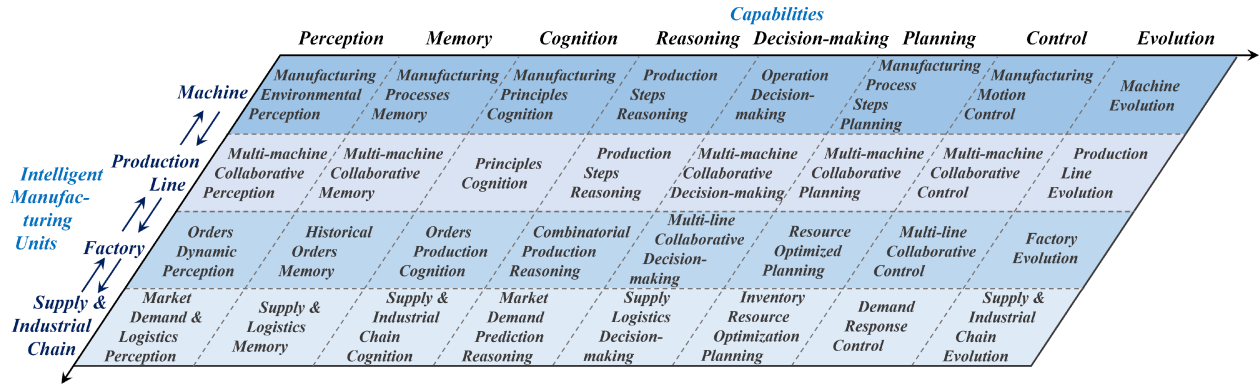 Capabilities
Perception
Memory
Cognition
Reasoning
Decision-making
Planning
Control
Evolution
Intelligent
Manufac-
turing
Units
Machine
Manufacturing
Environmental
Perception
Manufacturing
Processes
Memory
Manufacturing
Principles
Cognition
Production
Steps
Reasoning
Operation
Decision-
making
Manufacturing
Process
Steps
Planning
Manufacturing
Motion
Control
Machine
Evolution
Production
Line
Multi-machine
Collaborative
Perception
Multi-machine
Collaborative
Memory
Principles
Cognition
Production
Steps
Reasoning
Multi-machine
Collaborative
Decision-making
Multi-machine
Collaborative
Planning
Multi-machine
Collaborative
Control
Production
Line
Evolution
Factory
Orders
Dynamic
Perception
Historical
Orders
Memory
Orders
Production
Cognition
Combinatorial
Production
Reasoning
Multi-line
Collaborative
Decision-
making
Resource
Optimized
Planning
Multi-line
Collaborative
Control
Factory
Evolution
Supply &
Industrial
Chain
Market
Demand &
Logistics
Perception
Supply &
Logistics
Memory
Supply &
Industrial
Chain
Cognition
Market
Demand
Prediction
Reasoning
Supply
Logistics
Decision-
making
Inventory
Resource
Optimization
Planning
Demand
Response
Control
Supply &
Industrial
Chain
Evolution